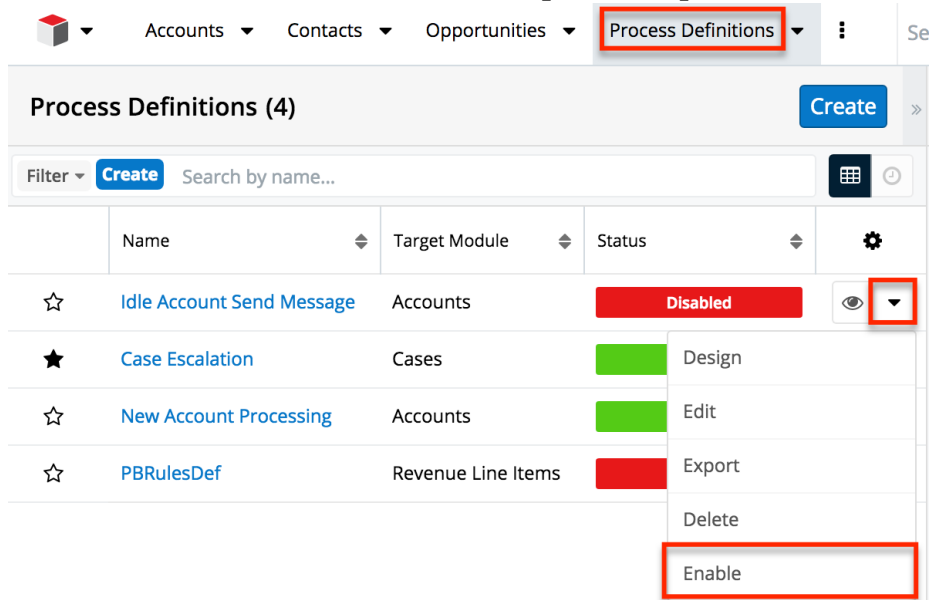 Accounts Contacts Opportunities Process Definitions Se
Process Definitions (4) Create »
Filter Create Search by name...
Name Target Module Status
Idle Account Send Message Accounts Disabled
Case Escalation Cases
New Account Processing Accounts
PBRulesDef Revenue Line Items
Design
Edit
Export
Delete
Enable